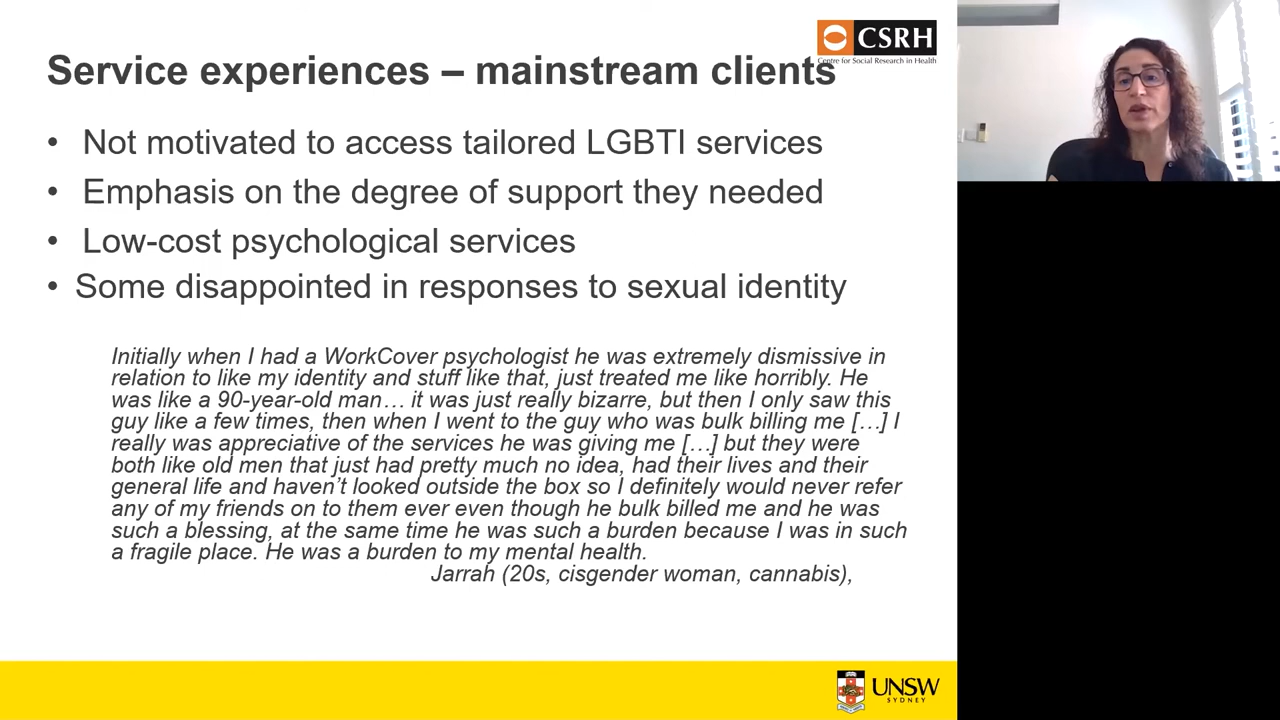 CSRH
Centre for Social Research in Health
Service experiences – mainstream clients
• Not motivated to access tailored LGBTI services
• Emphasis on the degree of support they needed
• Low-cost psychological services
• Some disappointed in responses to sexual identity
Initially when I had a WorkCover psychologist he was extremely dismissive in
relation to like my identity and stuff like that, just treated me like horribly. He
was like a 90-year-old man… it was just really bizarre, but then I only saw this
guy like a few times, then when I went to the guy who was bulk billing me […] I
really was appreciative of the services he was giving me […] but they were
both like old men that just had pretty much no idea, had their lives and their
general life and haven’t looked outside the box so I definitely would never refer
any of my friends on to them ever even though he bulk billed me and he was
such a blessing, at the same time he was such a burden because I was in such
a fragile place. He was a burden to my mental health.
Jarrah (20s, cisgender woman, cannabis),
UNSW
SYDNEY